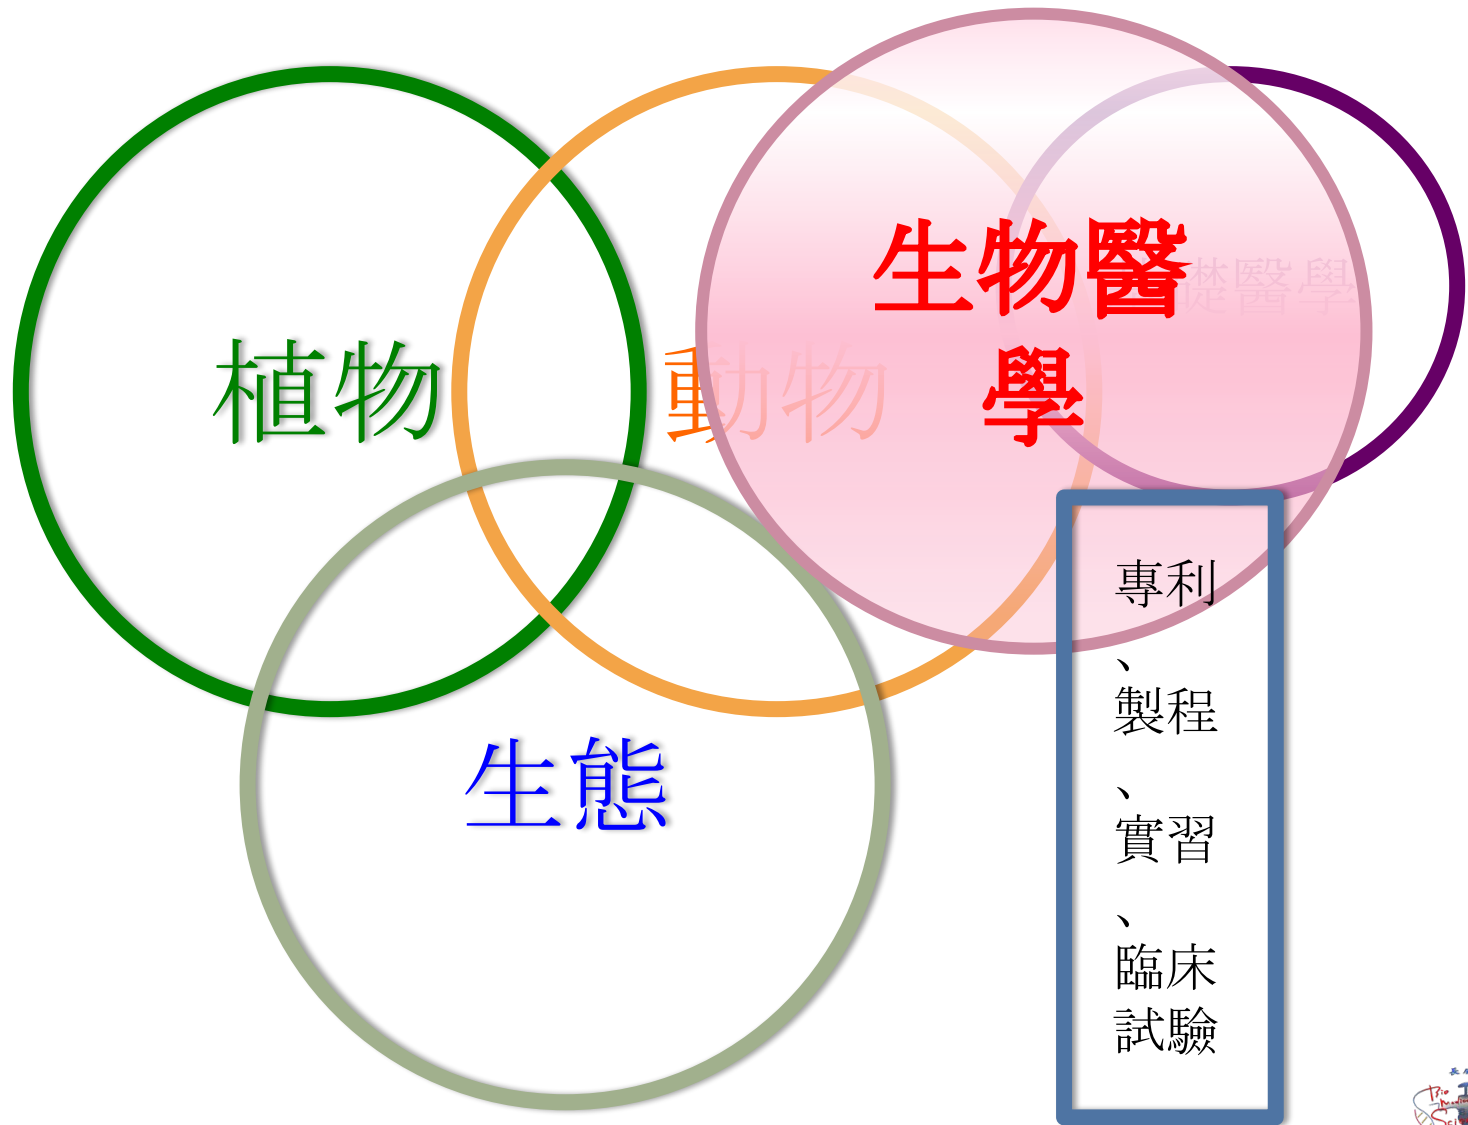 生物醫
學
礎醫學
植物
動物
生態
專利
、
製程
、
實習
、
臨床
試驗